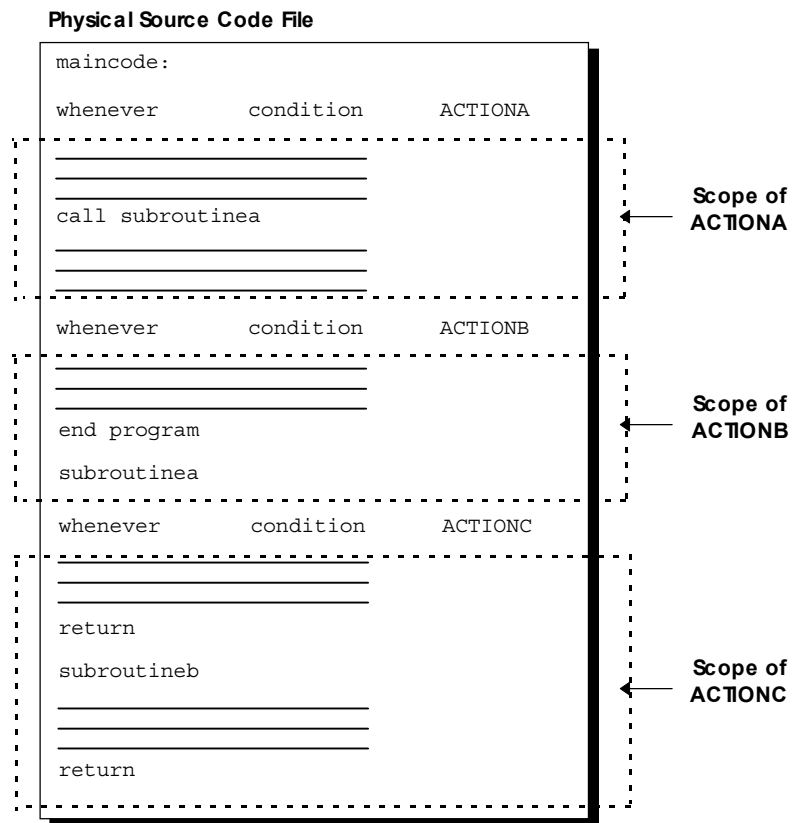 Physical Source Code File
maincode:
whenever condition ACTIONA
call subroutinea
Scope of
ACTIONA
whenever condition ACTIONB
end program
subroutinea
Scope of
ACTIONB
whenever condition ACTIONC
return
subroutineb
return
Scope of
ACTIONC